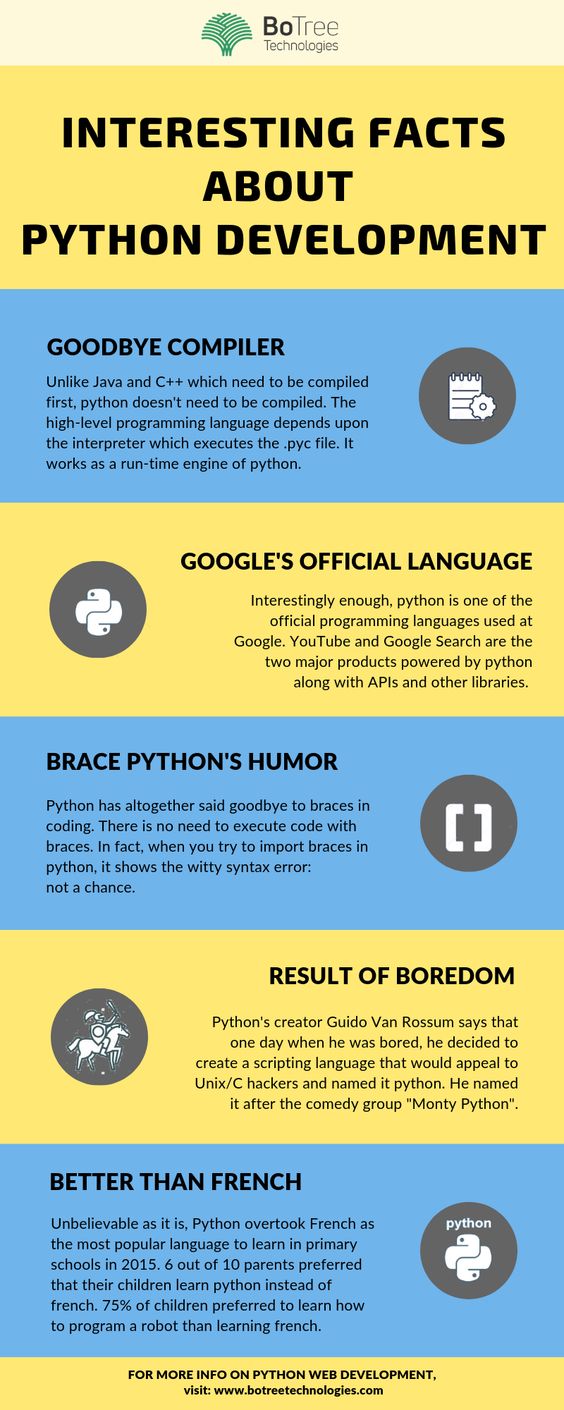 BoTree
Technologies
INTERESTING FACTS
ABOUT
PYTHON DEVELOPMENT
GOODBYE COMPILER
Unlike Java and C++ which need to be compiled
first, python doesn't need to be compiled. The
high-level programming language depends upon
the interpreter which executes the .pyc file. It
works as a run-time engine of python.
GOOGLE'S OFFICIAL LANGUAGE
Interestingly enough, python is one of the
official programming languages used at
Google. YouTube and Google Search are the
two major products powered by python
along with APIs and other libraries.
BRACE PYTHON'S HUMOR
Python has altogether said goodbye to braces in
coding. There is no need to execute code with
braces. In fact, when you try to import braces in
python, it shows the witty syntax error:
not a chance.
RESULT OF BOREDOM
Python's creator Guido Van Rossum says that
one day when he was bored, he decided to
create a scripting language that would appeal to
Unix/C hackers and named it python. He named
it after the comedy group "Monty Python".
BETTER THAN FRENCH
Unbelievable as it is, Python overtook French as
the most popular language to learn in primary
schools in 2015. 6 out of 10 parents preferred
that their children learn python instead of
french. 75% of children preferred to learn how
to program a robot than learning french.
python
FOR MORE INFO ON PYTHON WEB DEVELOPMENT,
visit: www.botreetechnologies.com